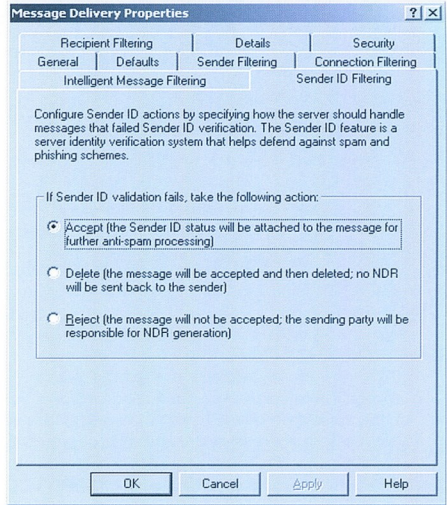 Message Delivery Properties
Recipient Filtering
Details
Security
General
Defaults
Sender Filtering
Connection Filtering
Intelligent Message Filtering
Sender ID Filtering
Configure Sender ID actions by specifying how the server should handle
messages that failed Sender ID verification. The Sender ID feature is a
server identity verification system that helps defend against spam and
phishing schemes.
If Sender ID validation fails, take the following action:
Accept (the Sender ID status will be attached to the message for
further anti-spam processing)
Delete (the message will be accepted and then deleted; no NDR
will be sent back to the sender)
Reject (the message will not be accepted; the sending party will be
responsible for NDR generation)
OK
Cancel
Apply
Help